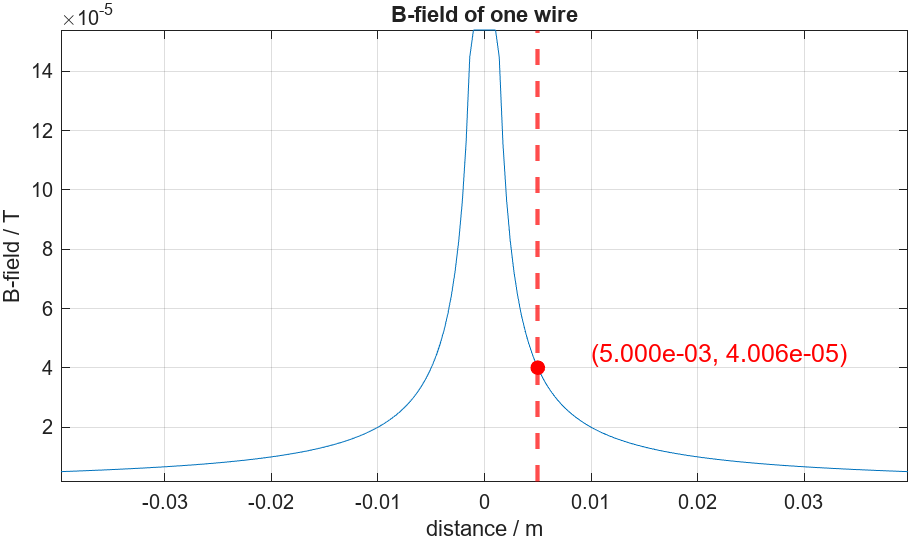 B-field of one wire
×10-5
14
12
10
8
6
4
2
B-field / T
(5.000e-03, 4.006e-05)
-0.03 -0.02 -0.01 0 0.01 0.02 0.03
distance / m